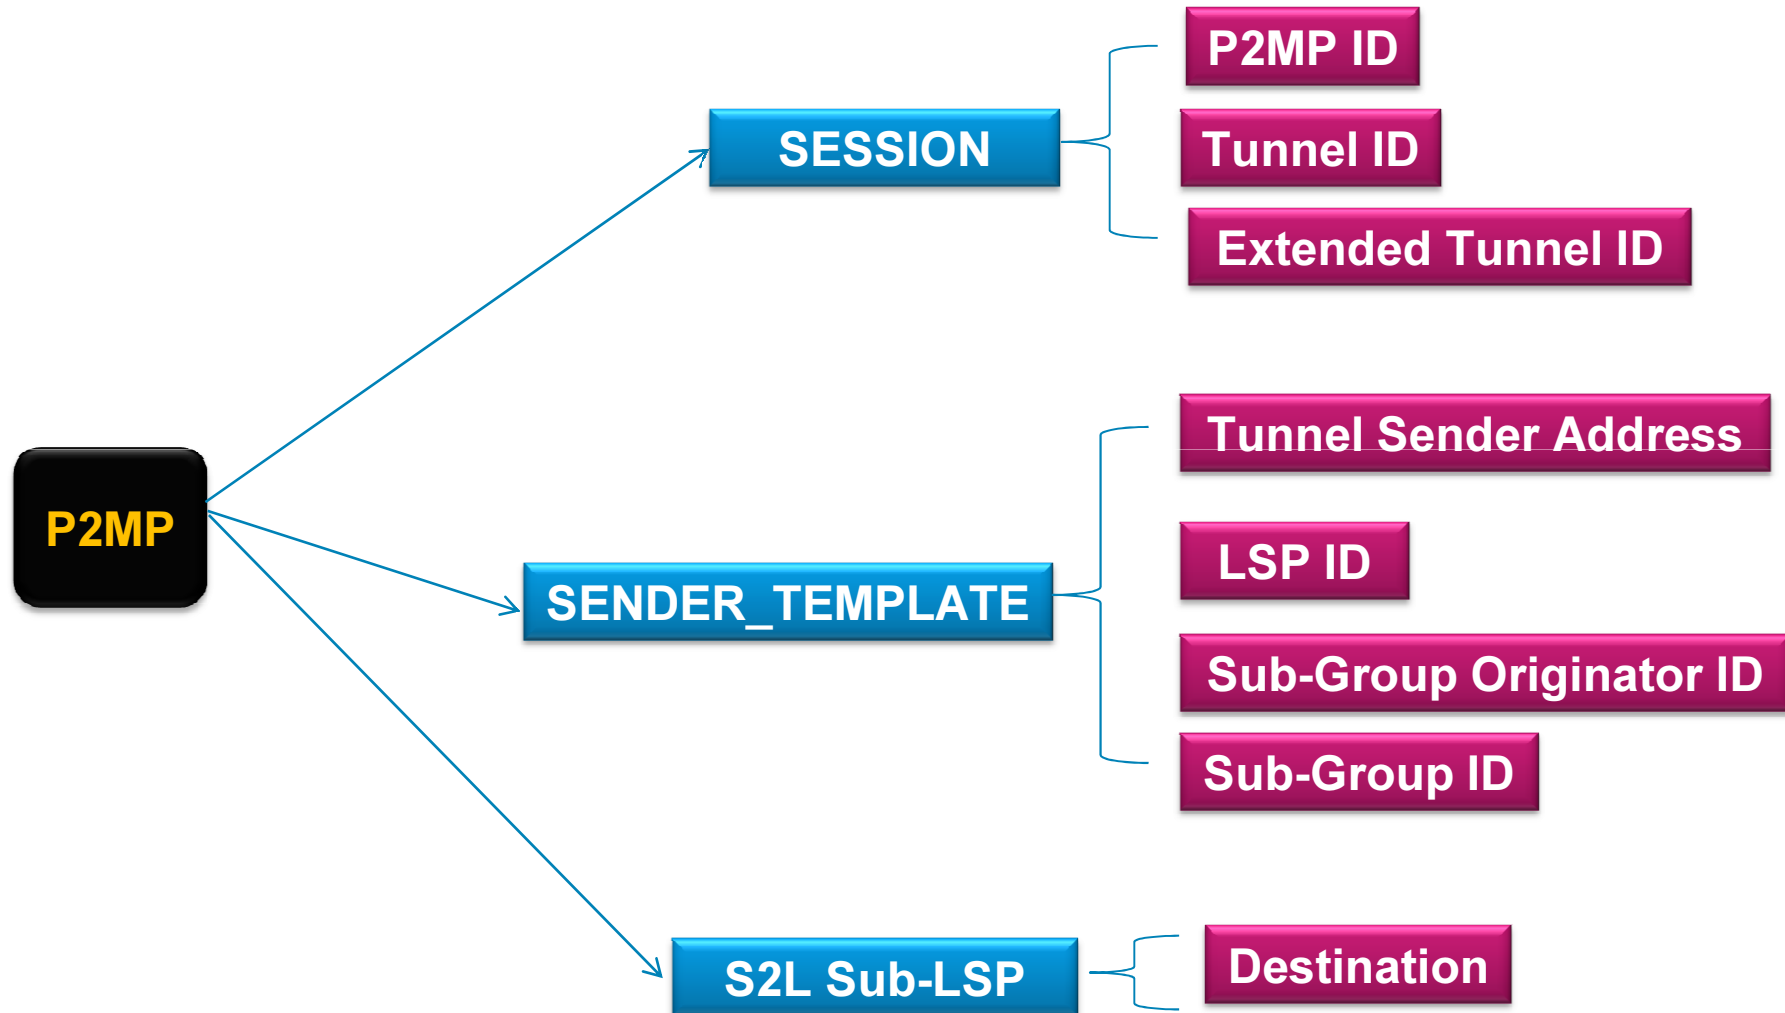 P2MP ID
SESSION
Tunnel ID
Extended Tunnel ID
Tunnel Sender Address
P2MP
LSP ID
SENDER_TEMPLATE
Sub-Group Originator ID
Sub-Group ID
S2L Sub-LSP
Destination